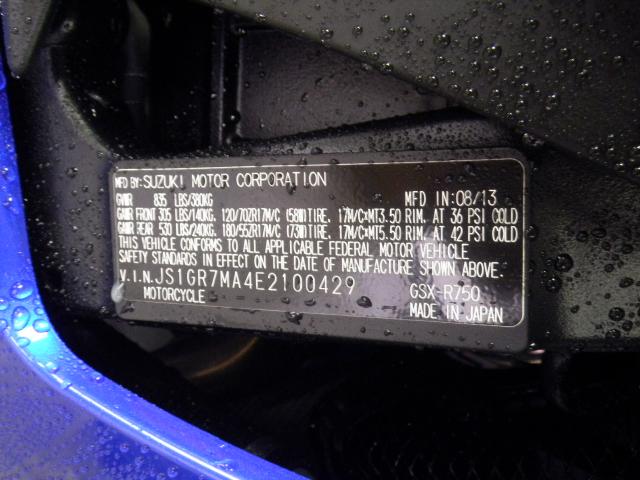 MFD BY:SUZUKI MOTOR CORPORATION MFD IN:08/13
GVWR 835 LBS/380KG
GAWR FRONT 305 LBS/140KG. 120/70ZR17M/C (58W)TIRE. 17M/C×MT3.50 RIM. AT 36 PSI COLD
GAWR REAR 530 LBS/240KG. 180/55ZR17M/C (73W)TIRE. 17M/C×MT5.50 RIM. AT 42 PSI COLD
THIS VEHICLE CONFORMS TO ALL APPLICABLE FEDERAL MOTOR VEHICLE
SAFETY STANDARDS IN EFFECT ON THE DATE OF MANUFACTURE SHOWN ABOVE.
V.I.N.JS1GR7MA4E2100429 GSX-R750
MOTORCYCLE MADE IN JAPAN